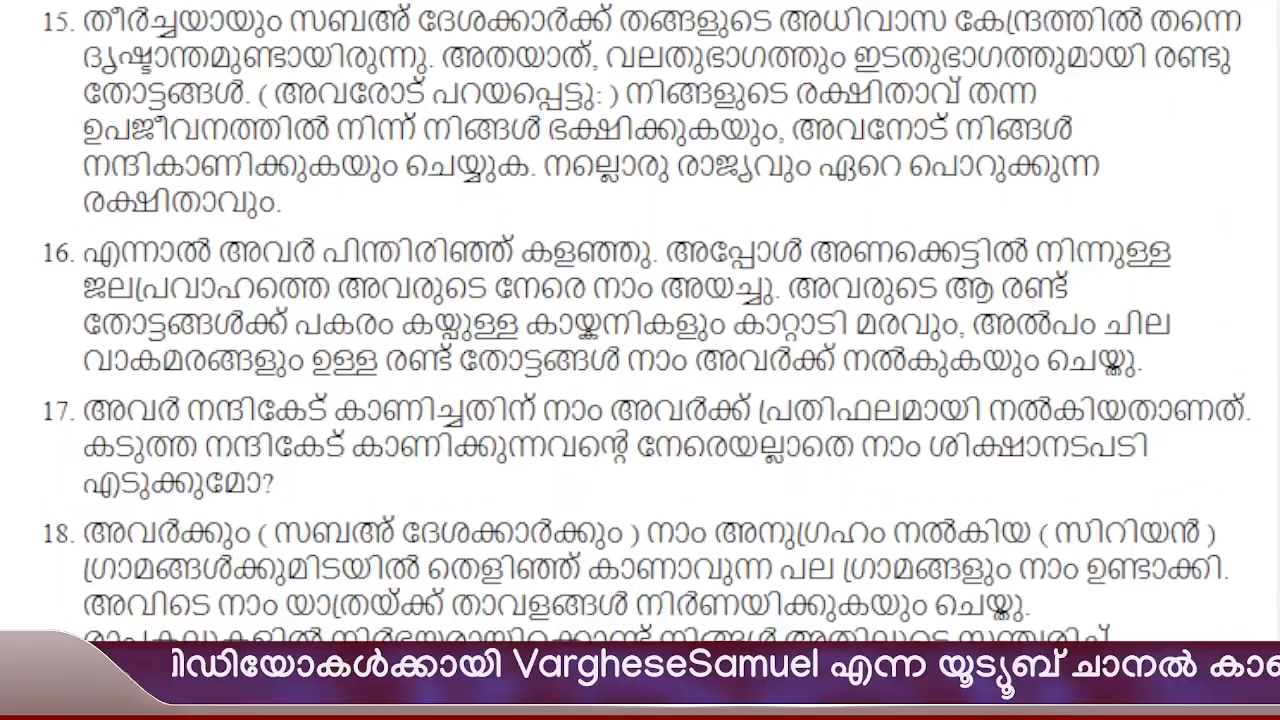 15. തീർച്ചയായും സബഅ് ദേശക്കാർക്ക് തങ്ങളുടെ അധിവാസ കേന്ദ്രത്തിൽ തന്നെ
ദൃഷ്ടാന്തമുണ്ടായിരുന്നു. അതയാത്, വലതുഭാഗത്തും ഇടതുഭാഗത്തുമായി രണ്ടു
തോട്ടങ്ങൾ. ( അവരോട് പറയപ്പെട്ടു: ) നിങ്ങളുടെ രക്ഷിതാവ് തന്ന
ഉപജീവനത്തിൽ നിന്ന് നിങ്ങൾ ഭക്ഷിക്കുകയും, അവനോട് നിങ്ങൾ
നന്ദികാണിക്കുകയും ചെയ്യുക. നല്ലൊരു രാജ്യവും ഏറെ പൊറുക്കുന്ന
രക്ഷിതാവും.
16. എന്നാൽ അവർ പിന്തിരിഞ്ഞ് കളഞ്ഞു. അപ്പോൾ അണക്കെട്ടിൽ നിന്നുള്ള
ജലപ്രവാഹത്തെ അവരുടെ നേരെ നാം അയച്ചു. അവരുടെ ആ രണ്ട്
തോട്ടങ്ങൾക്ക് പകരം കയ്പുള്ള കായ്കനികളും കാറ്റാടി മരവും, അൽപം ചില
വാകമരങ്ങളും ഉള്ള രണ്ട് തോട്ടങ്ങൾ നാം അവർക്ക് നൽകുകയും ചെയ്തു.
17. അവർ നന്ദികേട് കാണിച്ചതിന് നാം അവർക്ക് പ്രതിഫലമായി നൽകിയതാണത്.
കടുത്ത നന്ദികേട് കാണിക്കുന്നവന്റെ നേരെയല്ലാതെ നാം ശിക്ഷാനടപടി
എടുക്കുമോ?
18. അവർക്കും ( സബഅ് ദേശക്കാർക്കും ) നാം അനുഗ്രഹം നൽകിയ ( സിറിയൻ )
ഗ്രാമങ്ങൾക്കുമിടയിൽ തെളിഞ്ഞ് കാണാവുന്ന പല ഗ്രാമങ്ങളും നാം ഉണ്ടാക്കി.
അവിടെ നാം യാത്രയ്ക്ക് താവളങ്ങൾ നിർണയിക്കുകയും ചെയ്തു.
VargheseSamuel എന്ന യൂട്യൂബ് ചാനൽ